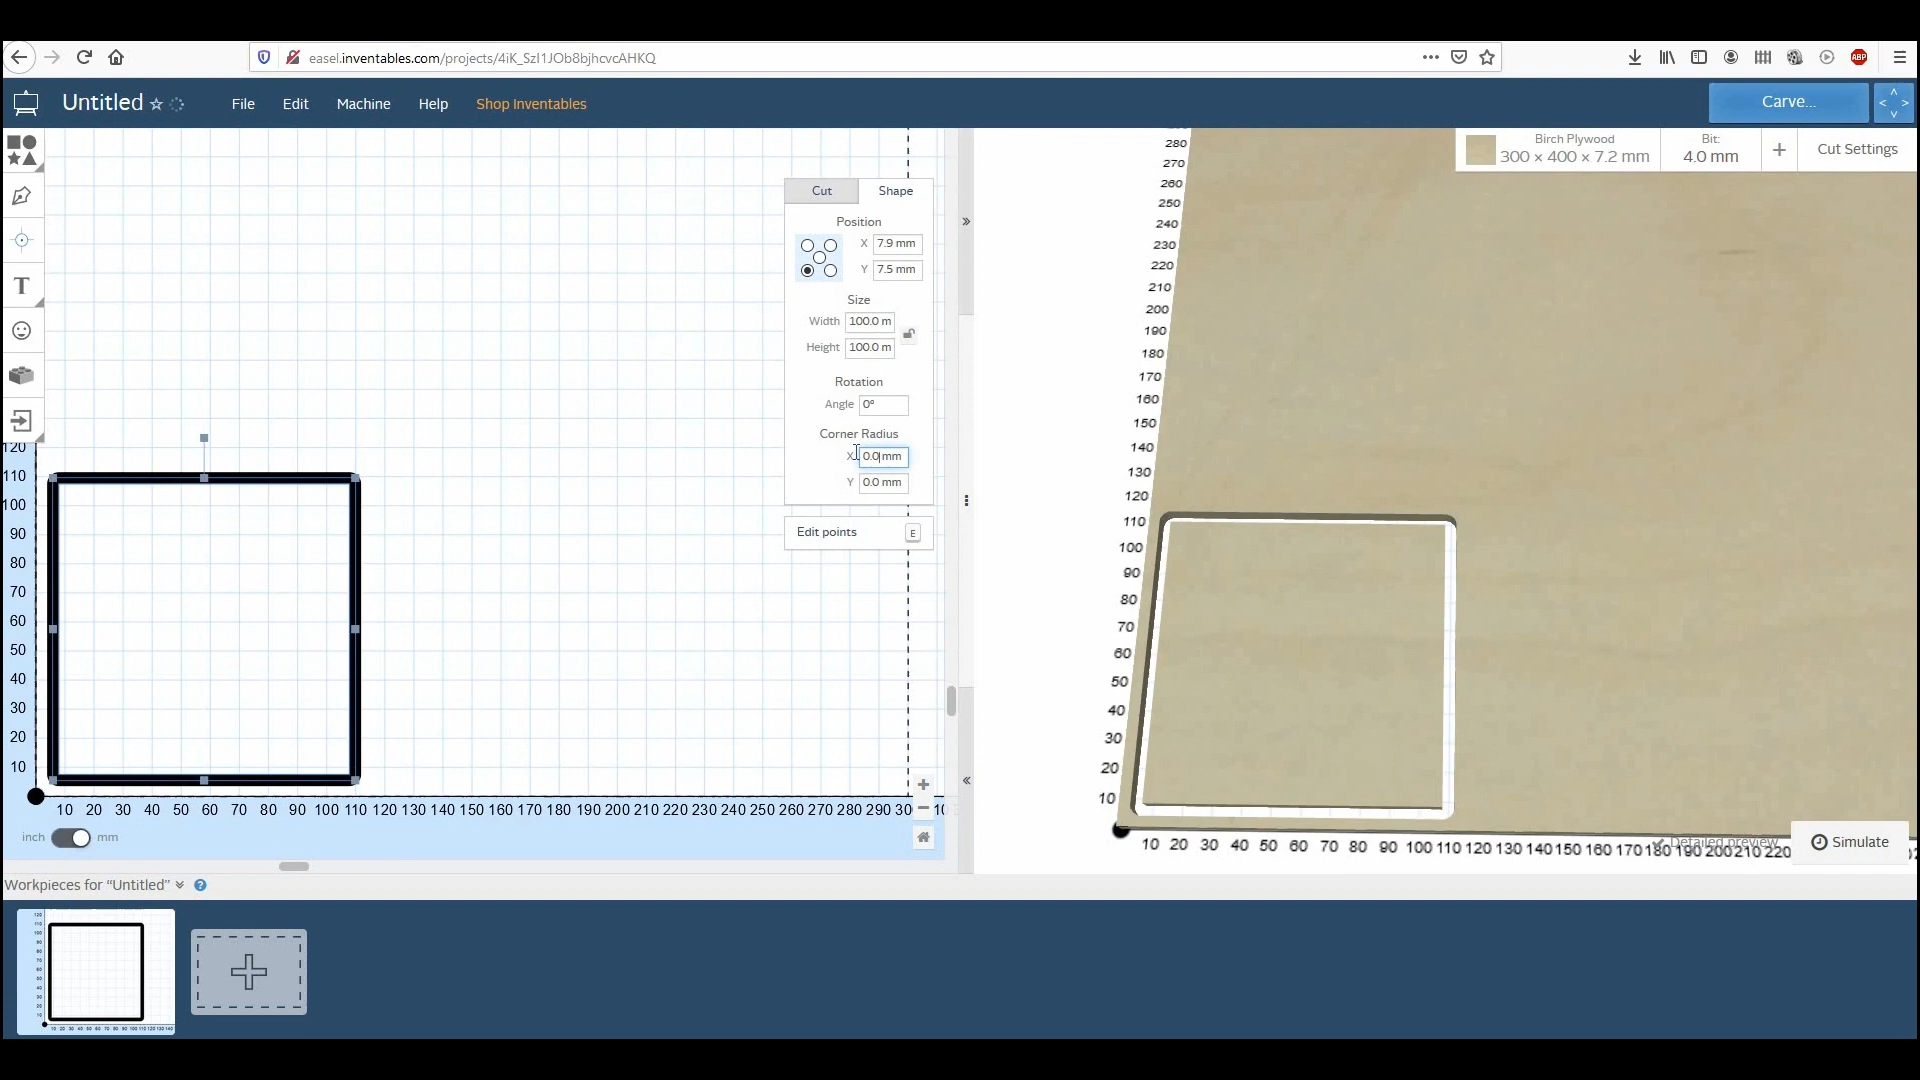 easel.inventables.com/projects/4iK_SzI1JOb8bjhcvcAHKQ
ABP
Untitled
File
Edit
Machine
Help
Shop Inventables
Carve...
T
Cut
Shape
Position
X 7.9 mm
Y 7.5 mm
Size
Width 100.0 m
Height 100.0 m
Rotation
Angle 0°
Corner Radius
X 0.0 mm
Y 0.0 mm
Edit points E
Birch Plywood
300 × 400 × 7.2 mm
Bit:
4.0 mm
+
Cut Settings
120
110
100
90
80
70
60
50
40
30
20
10
10 20 30 40 50 60 70 80 90 100 110 120 130 140 150 160 170 180 190 200 210 220 230 240 250 260 270 280 290
inch
mm
280
270
260
250
240
230
220
210
200
190
180
170
160
150
140
130
120
110
100
90
80
70
60
50
40
30
20
10
10 20 30 40 50 60 70 80 90 100 110 120 130 140 150 160 170 180 190 200 210 220
Detailed preview
Simulate
Workpieces for “Untitled”
?